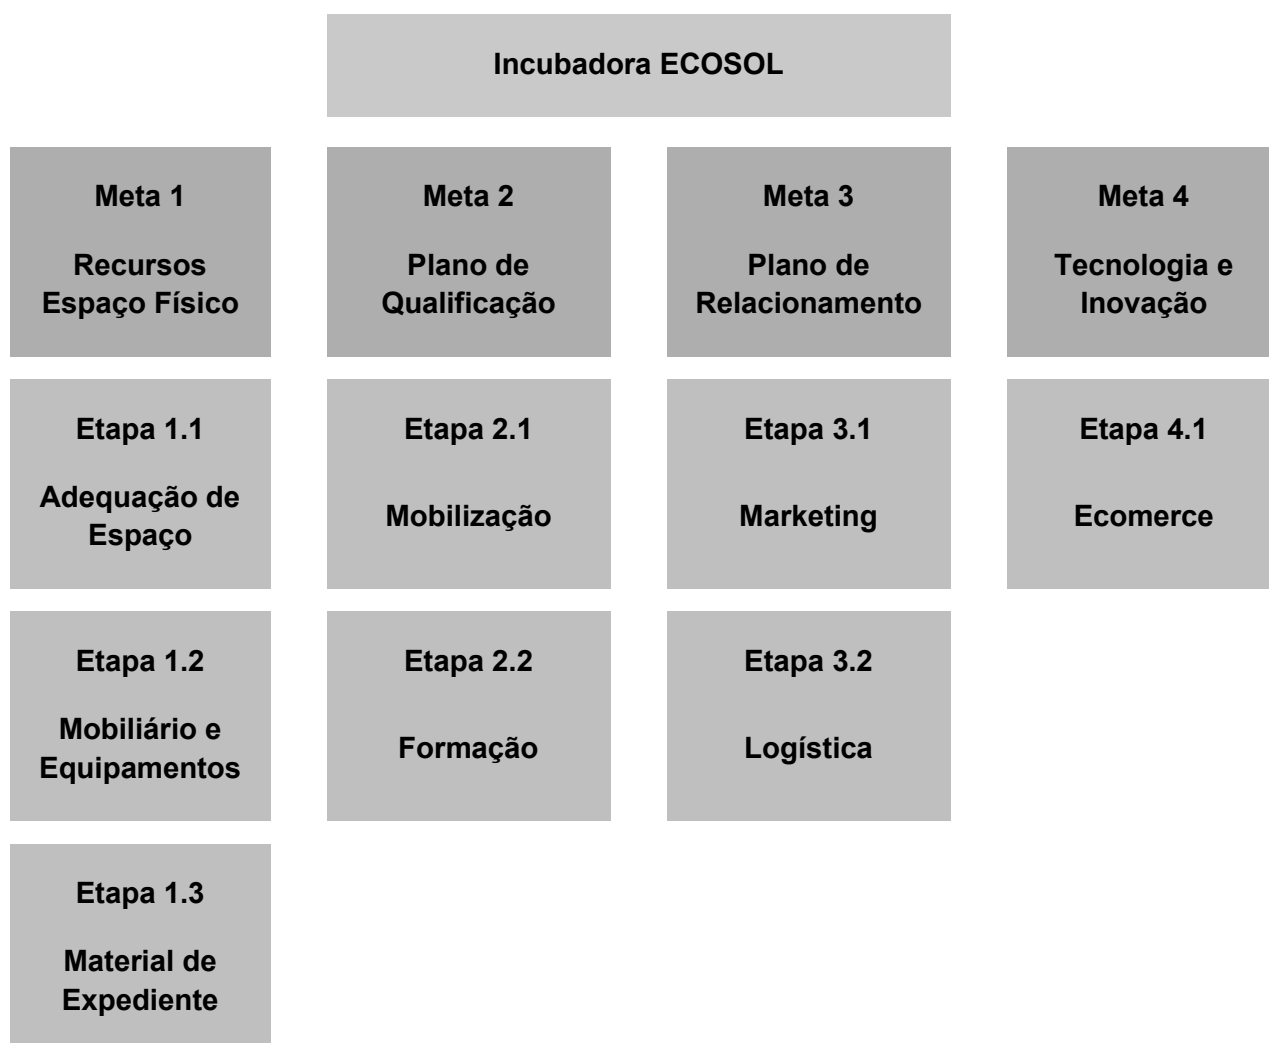 Incubadora ECOSOL
Meta 1
Recursos
Espaço Físico
Meta 2
Plano de
Qualificação
Meta 3
Plano de
Relacionamento
Meta 4
Tecnologia e
Inovação
Etapa 1.1
Adequação de
Espaço
Etapa 2.1
Mobilização
Etapa 3.1
Marketing
Etapa 4.1
Ecomerce
Etapa 1.2
Mobiliário e
Equipamentos
Etapa 2.2
Formação
Etapa 3.2
Logística
Etapa 1.3
Material de
Expediente